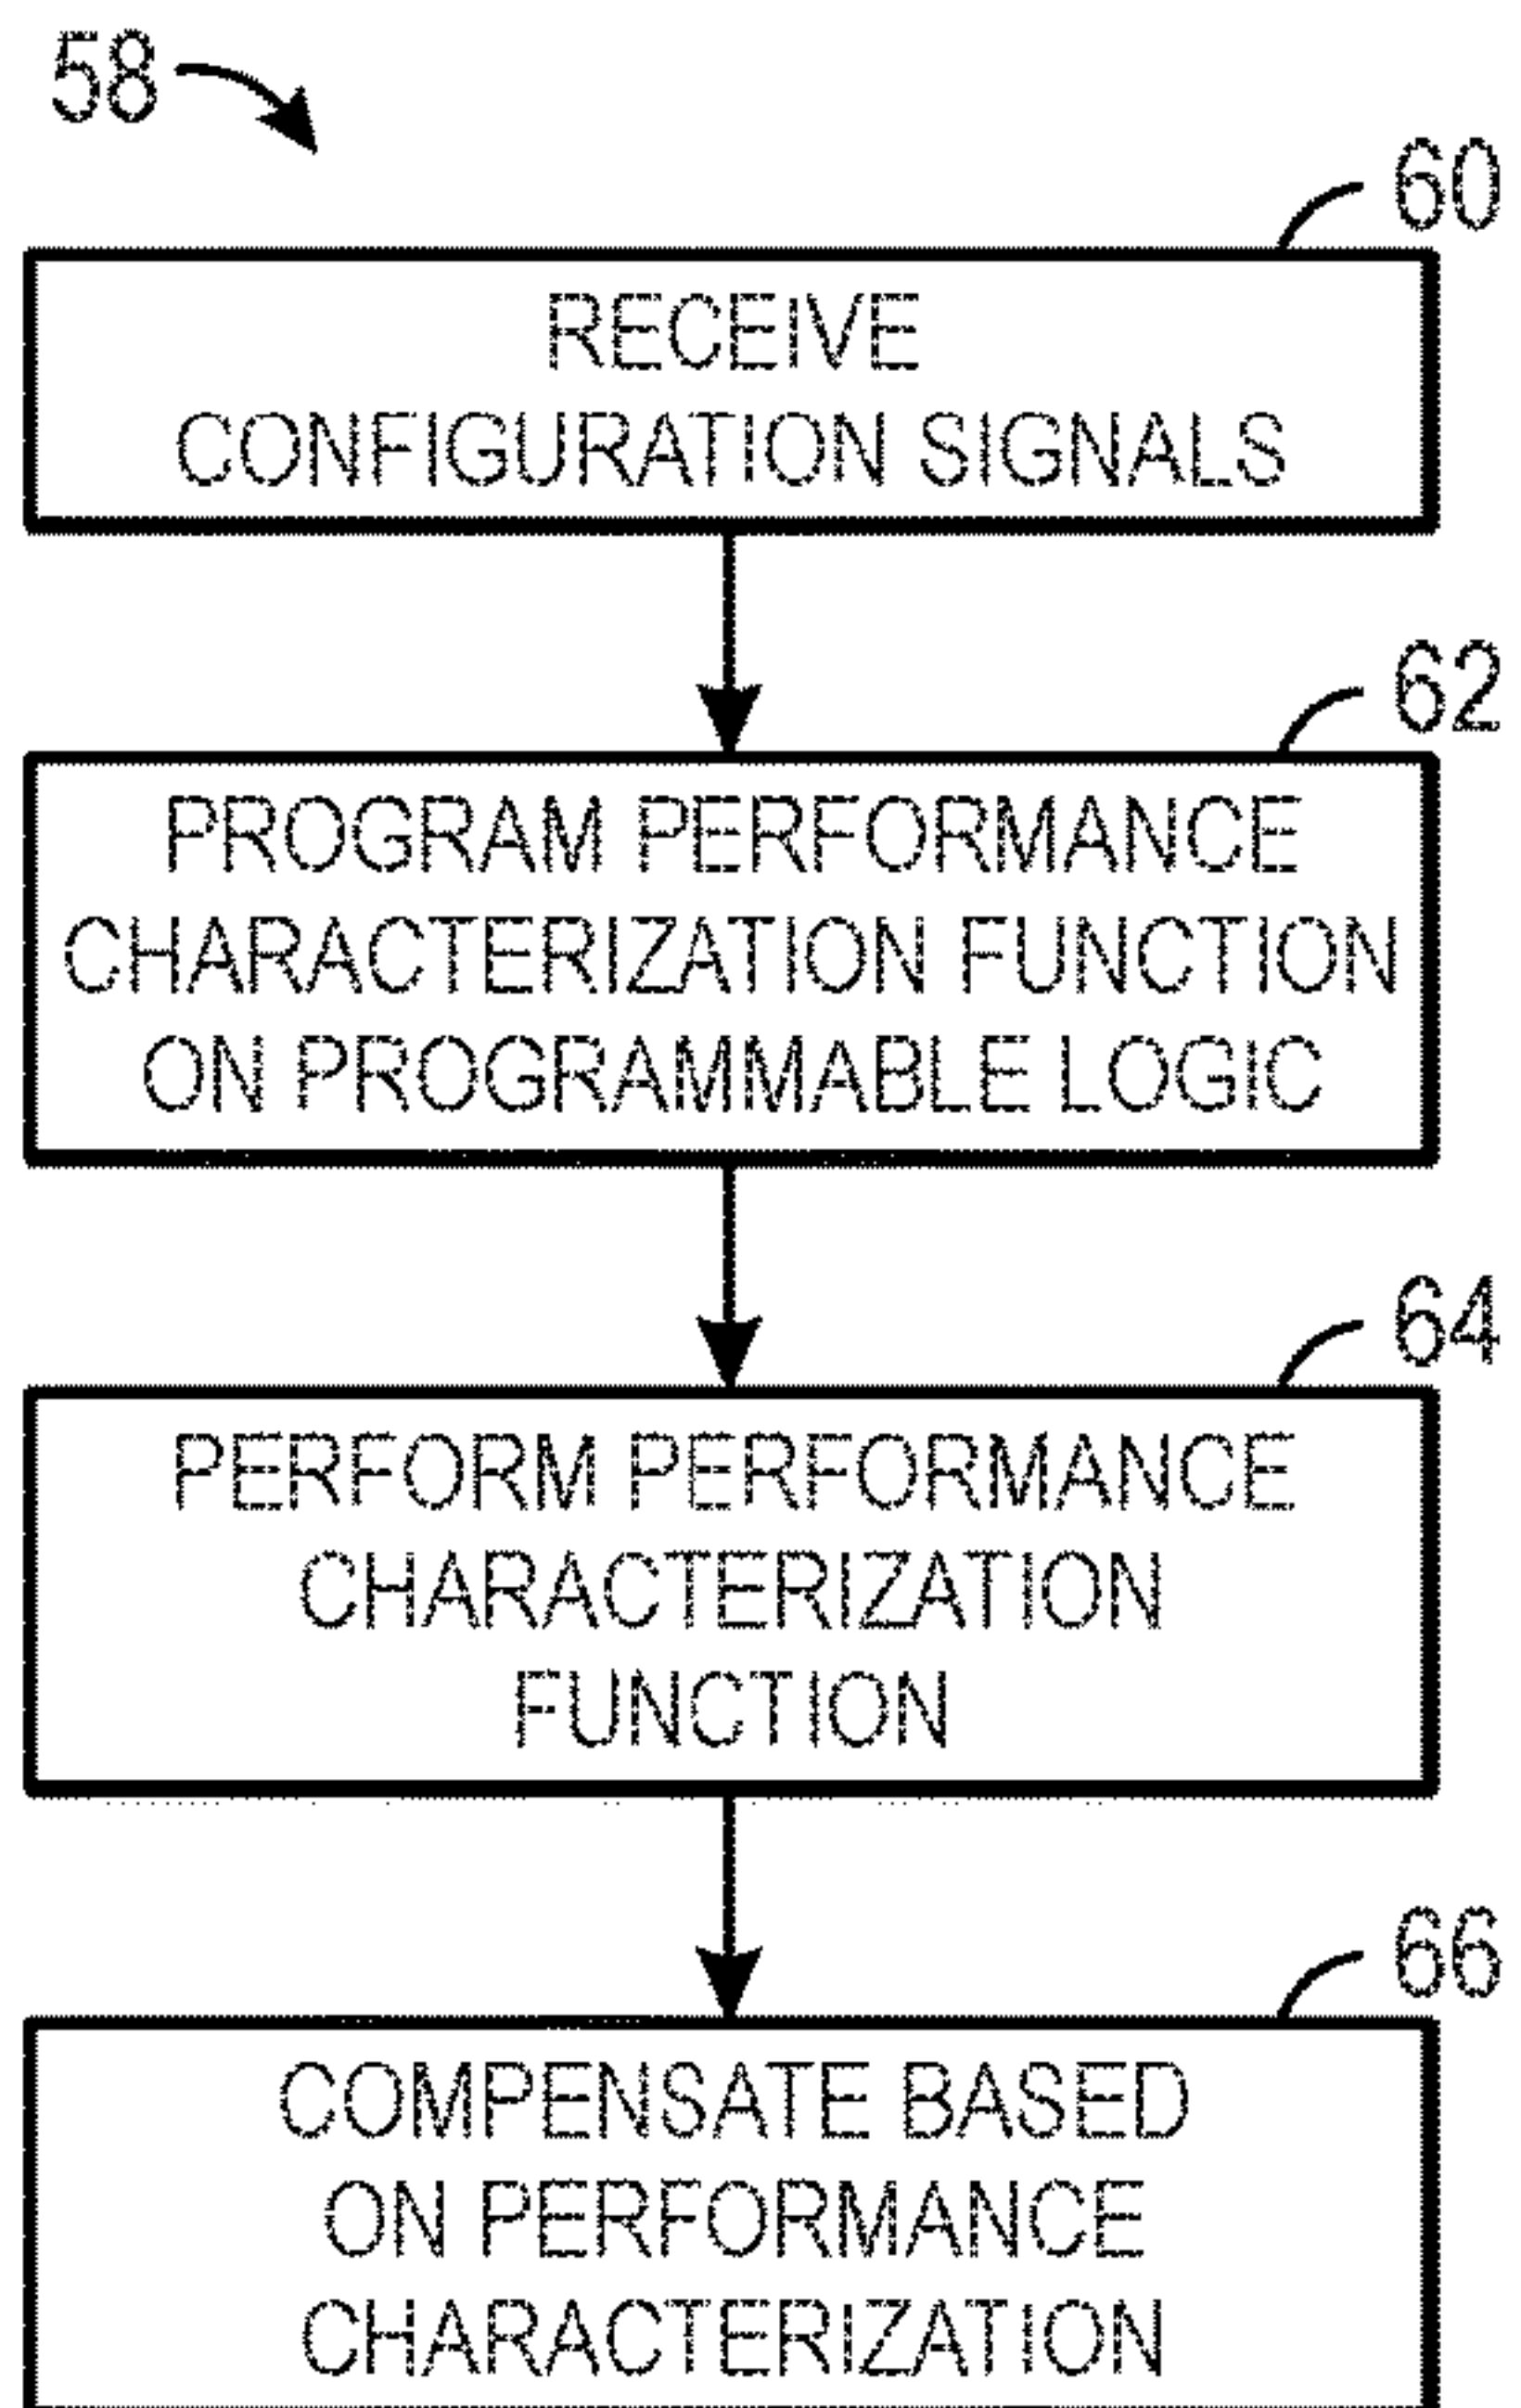 58
60
RECEIVE
CONFIGURATION SIGNALS
62
PROGRAM PERFORMANCE
CHARACTERIZATION FUNCTION
ON PROGRAMMABLE LOGIC
64
PERFORM PERFORMANCE
CHARACTERIZATION
FUNCTION
66
COMPENSATE BASED
ON PERFORMANCE
CHARACTERIZATION